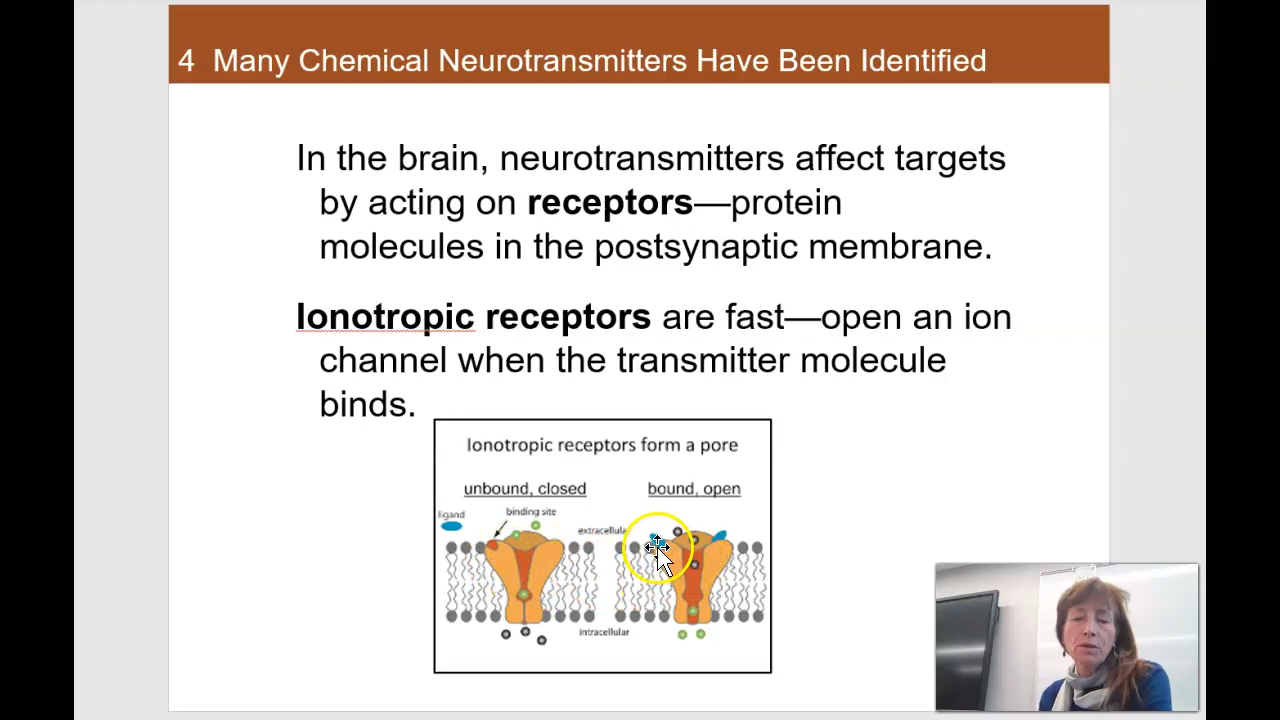 4 Many Chemical Neurotransmitters Have Been Identified
In the brain, neurotransmitters affect targets
by acting on receptors—protein
molecules in the postsynaptic membrane.
Ionotropic receptors are fast—open an ion
channel when the transmitter molecule
binds.
Ionotropic receptors form a pore
unbound, closed
bound, open
ligand
binding site
extracellula
intracellular